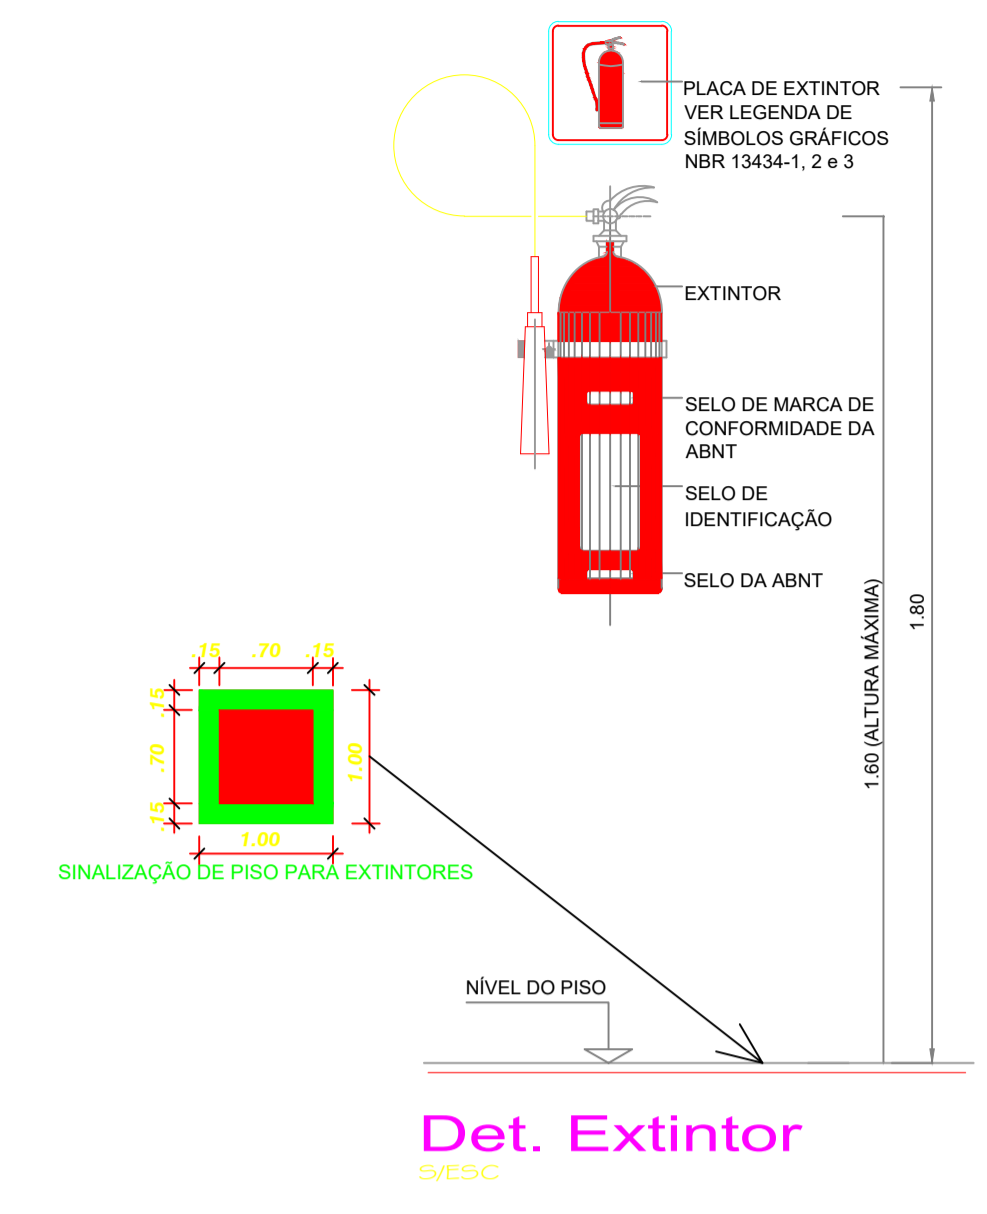 PLACA DE EXTINTOR
VER LEGENDA DE
SÍMBOLOS GRÁFICOS
NBR 13434-1, 2 e 3
EXTINTOR
SELO DE MARCA DE
CONFORMIDADE DA
ABNT
SELO DE
IDENTIFICAÇÃO
SELO DA ABNT
1.60 (ALTURA MÁXIMA)
1.80
.15 .70 .15
.15
.70
.15
1.00
1.00
SINALIZAÇÃO DE PISO PARA EXTINTORES
NÍVEL DO PISO
Det. Extintor
S/ESC